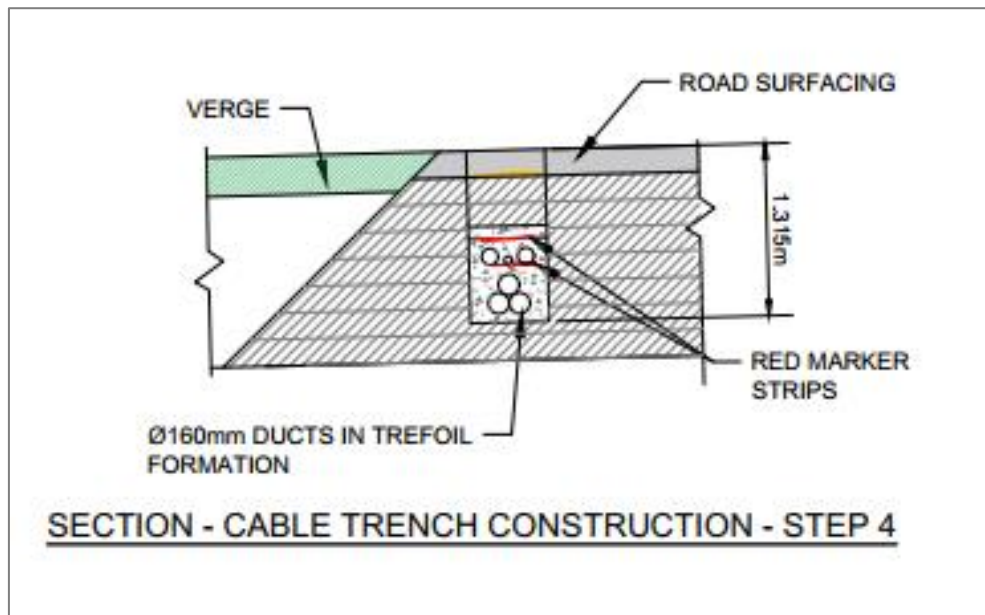 ROAD SURFACING
VERGE
1.315m
RED MARKER
STRIPS
Ø160mm DUCTS IN TREFOIL
FORMATION
SECTION - CABLE TRENCH CONSTRUCTION - STEP 4